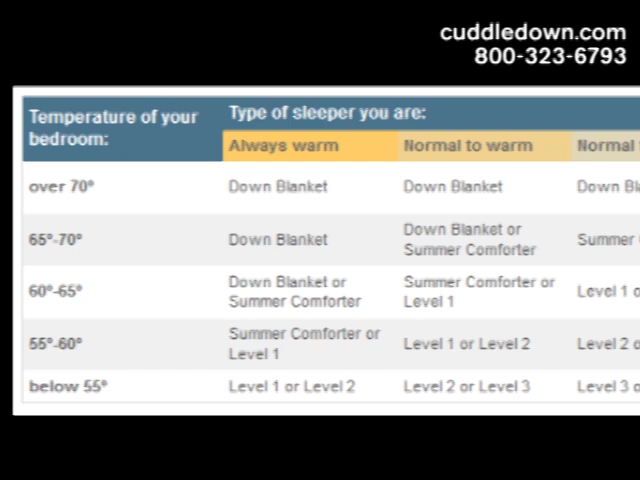 cuddledown.com
800-323-6793
Temperature of your bedroom:
Type of sleeper you are:
Always warm
Normal to warm
Normal
over 70°
Down Blanket
Down Blanket
Down
65°-70°
Down Blanket
Down Blanket or
Summer Comforter
Summer
60°-65°
Down Blanket or
Summer Comforter
Summer Comforter or
Level 1
Level 1
55°-60°
Summer Comforter or
Level 1
Level 1 or Level 2
Level 2
below 55°
Level 1 or Level 2
Level 2 or Level 3
Level 3